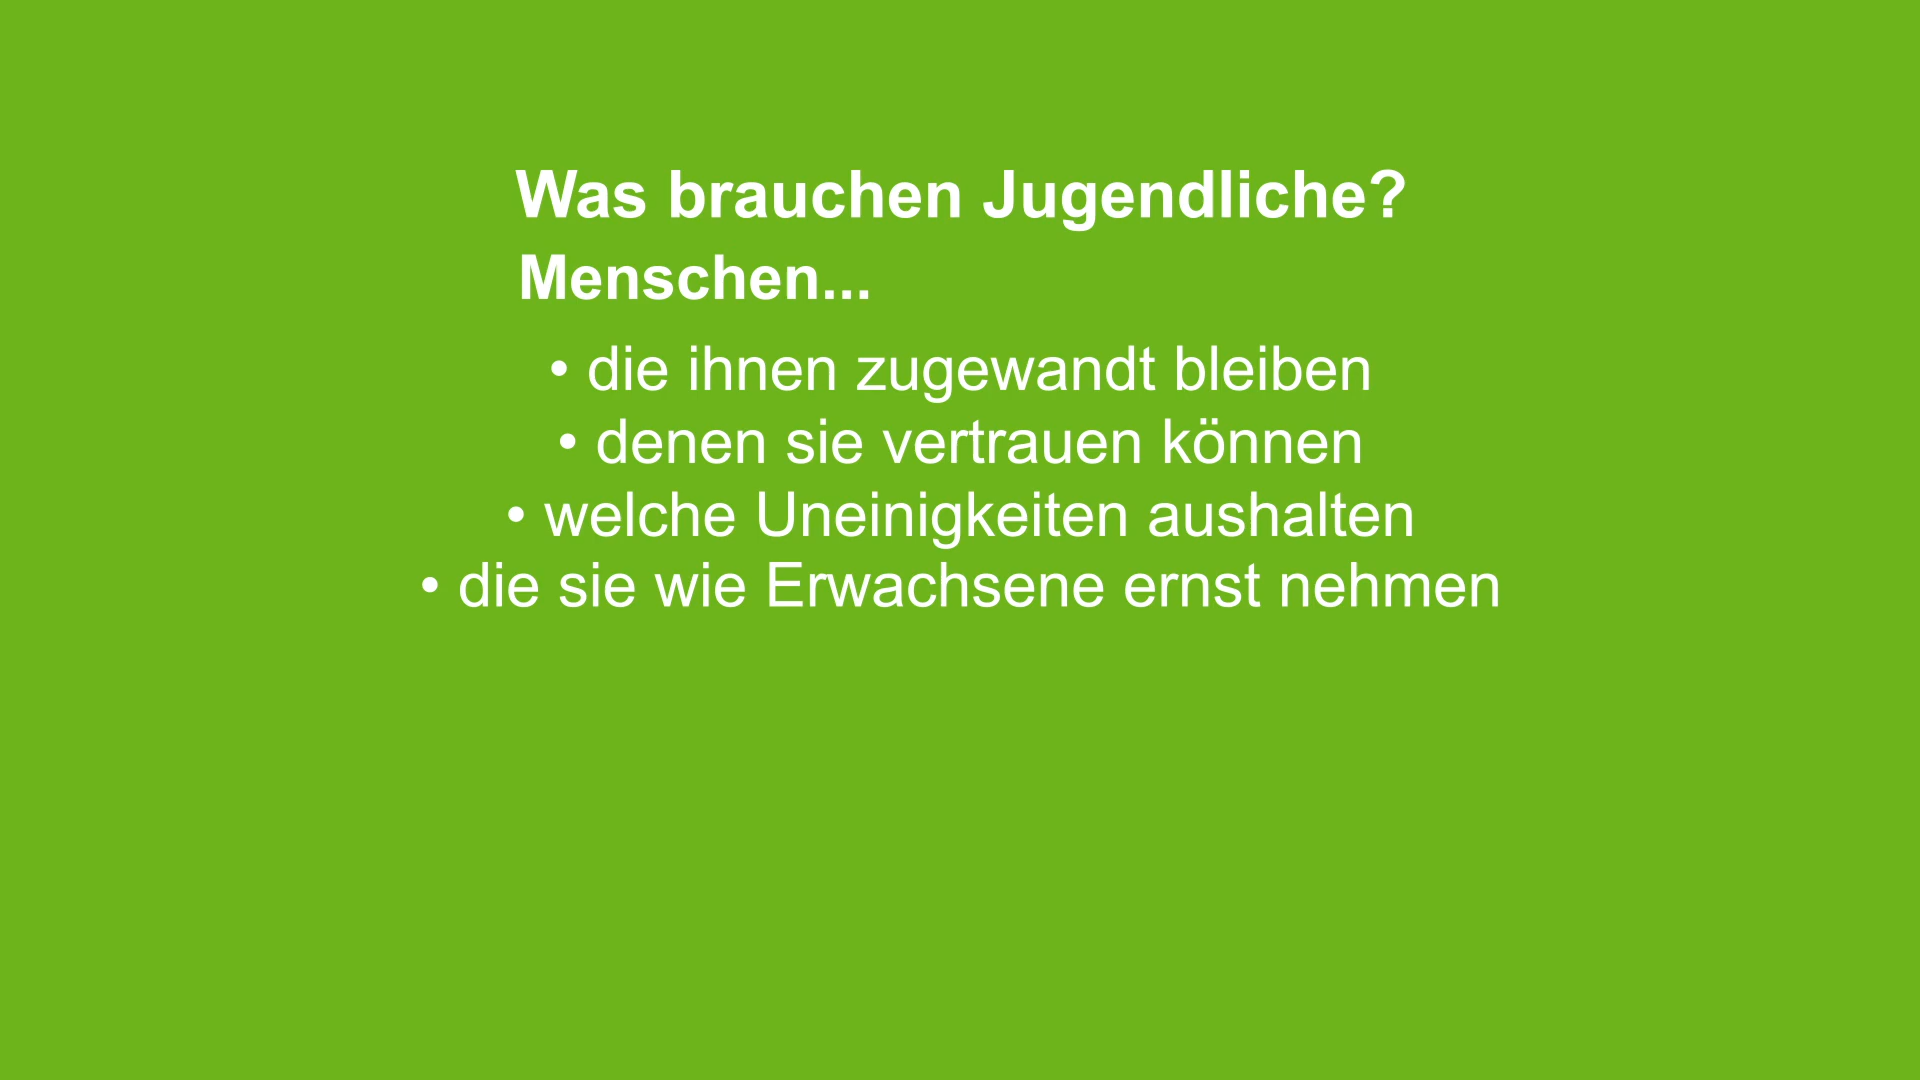 Was brauchen Jugendliche?
Menschen...
• die ihnen zugewandt bleiben
• denen sie vertrauen können
• welche Uneinigkeiten aushalten
• die sie wie Erwachsene ernst nehmen